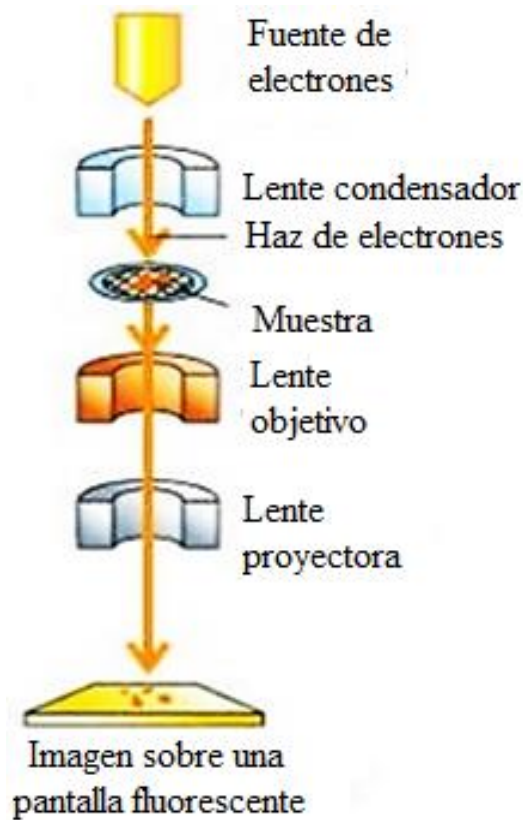 Fuente de
electrones
Lente condensador
Haz de electrones
Muestra
Lente
objetivo
Lente
proyectora
Imagen sobre una
pantalla fluorescente